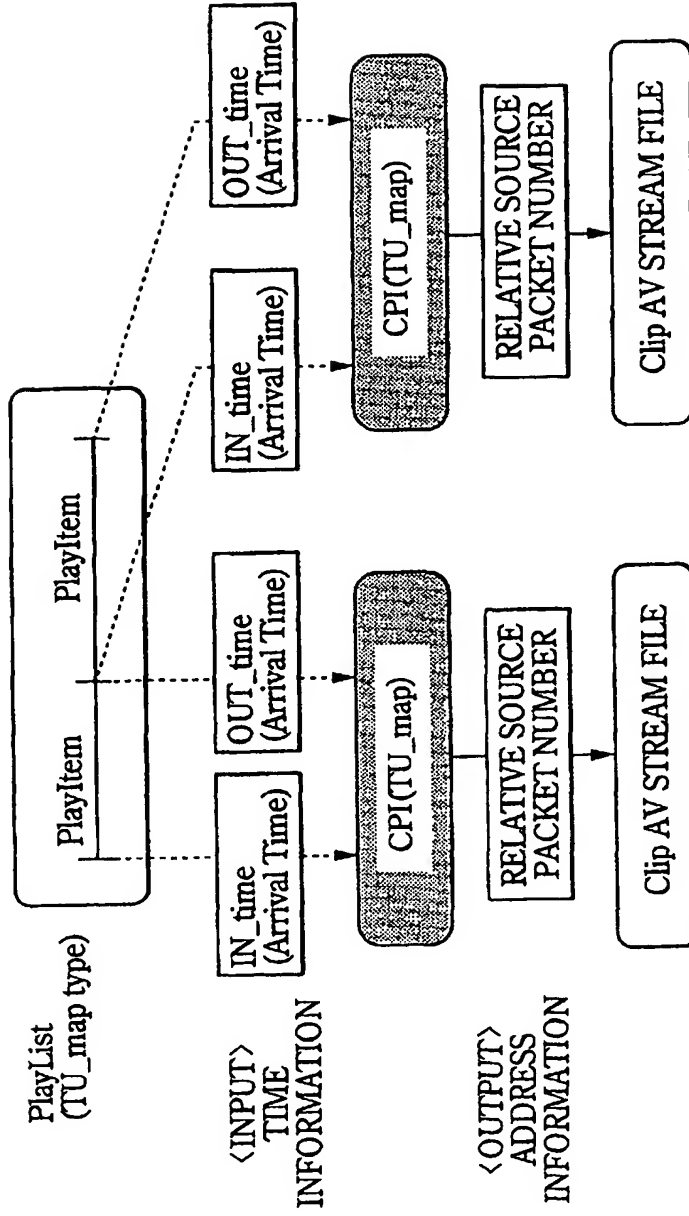 PlayList
(TU_map type)
PlayItem
PlayItem
<INPUT>
TIME
INFORMATION
IN_time
(Arrival Time)
OUT_time
(Arrival Time)
IN_time
(Arrival Time)
OUT_time
(Arrival Time)
CPI(TU_map)
CPI(TU_map)
<OUTPUT>
ADDRESS
INFORMATION
RELATIVE SOURCE
PACKET NUMBER
RELATIVE SOURCE
PACKET NUMBER
Clip AV STREAM FILE
Clip AV STREAM FILE